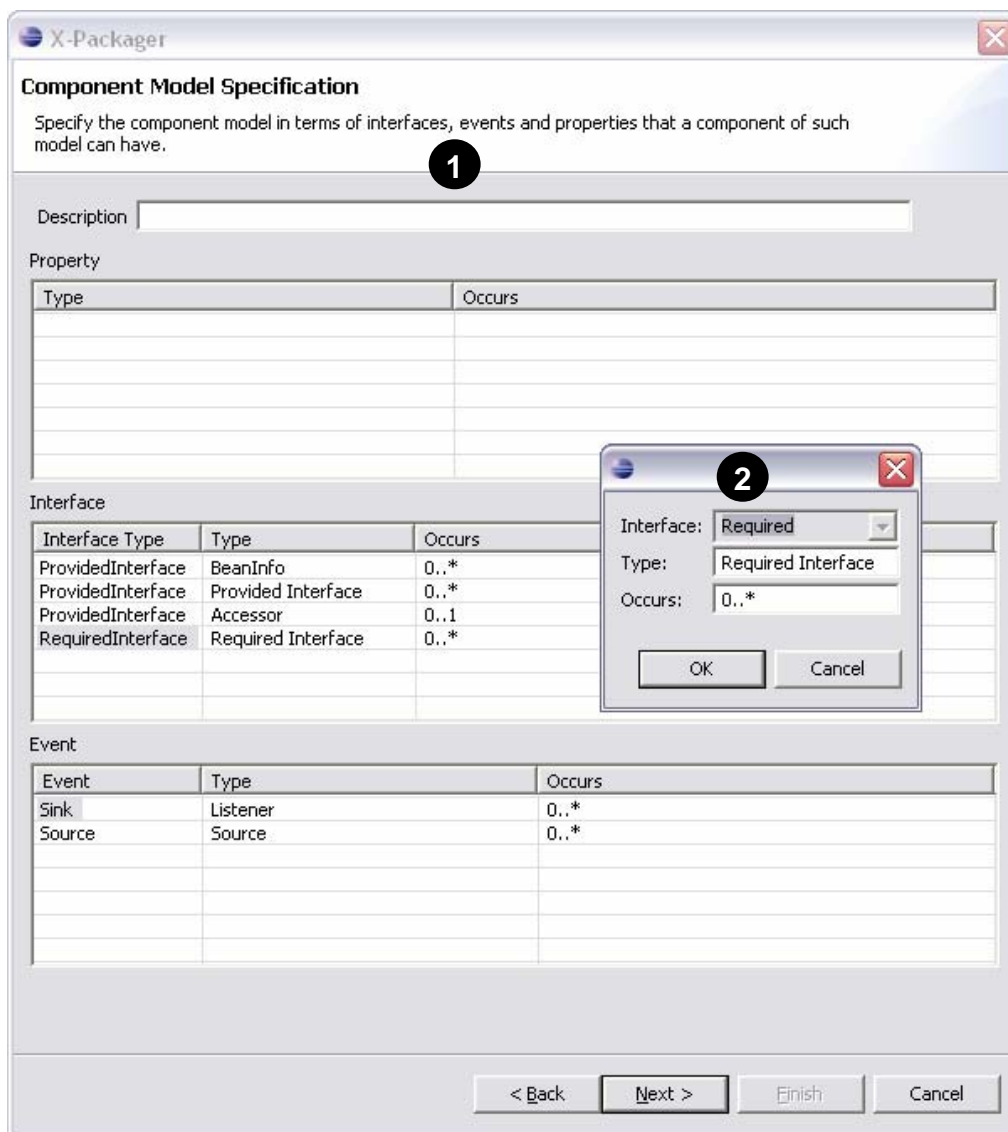 X-Packager
Component Model Specification
Specify the component model in terms of interfaces, events and properties that a component of such
model can have.
1
Description
Property
Type Occurs
2
Interface
Interface Type Type Occurs
ProvidedInterface BeanInfo 0..*
ProvidedInterface Provided Interface 0..*
ProvidedInterface Accessor 0..1
RequiredInterface Required Interface 0..*
Interface: Required
Type: Required Interface
Occurs: 0..*
OK Cancel
Event
Event Type Occurs
Sink Listener 0..*
Source Source 0..*
< Back Next > Finish Cancel